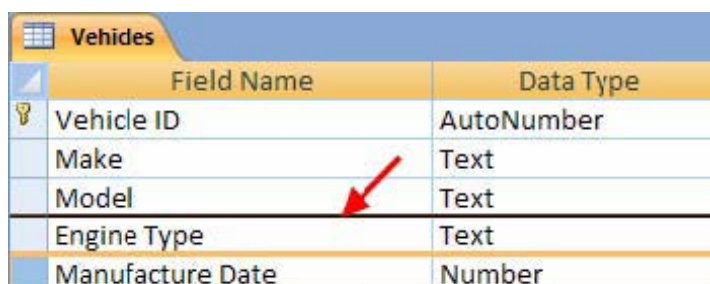 Vehides
Field Name Data Type
Vehicle ID AutoNumber
Make Text
Model Text
Engine Type Text
Manufacture Date Number